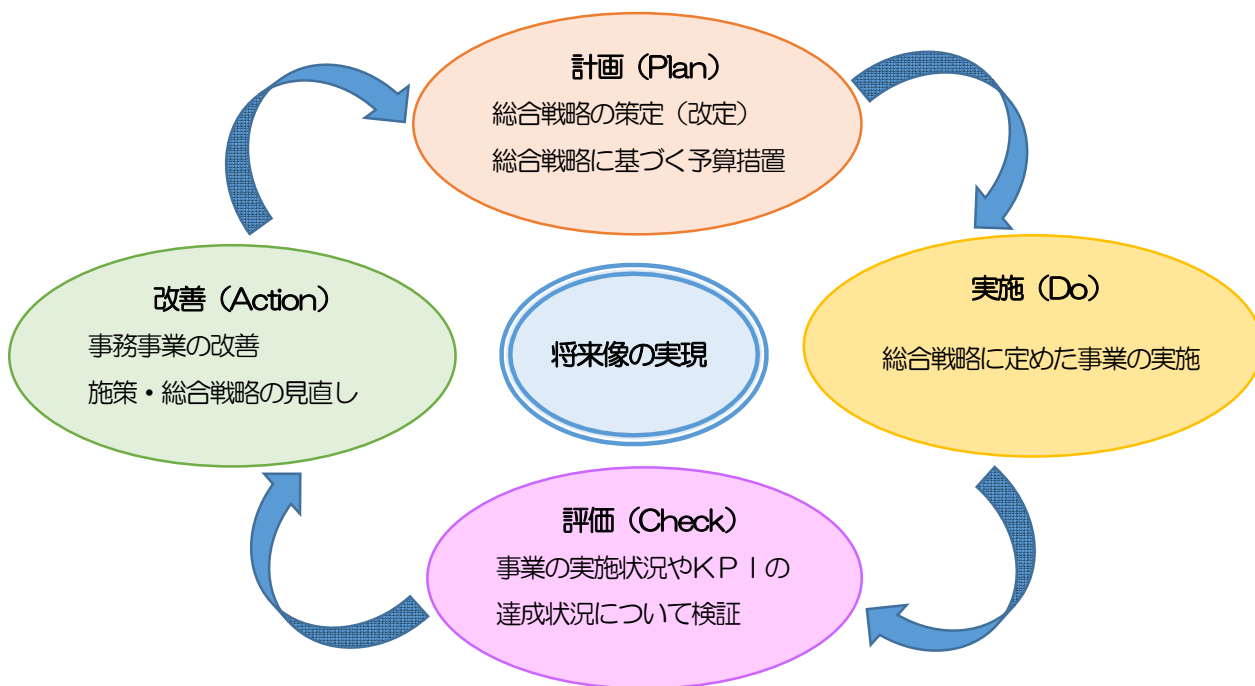 計画（Plan）
総合戦略の策定（改定）
総合戦略に基づく予算措置
実施（Do）
総合戦略に定めた事業の実施
評価（Check）
事業の実施状況やＫＰＩの
達成状況について検証
改善（Action）
事務事業の改善
施策・総合戦略の見直し
将来像の実現